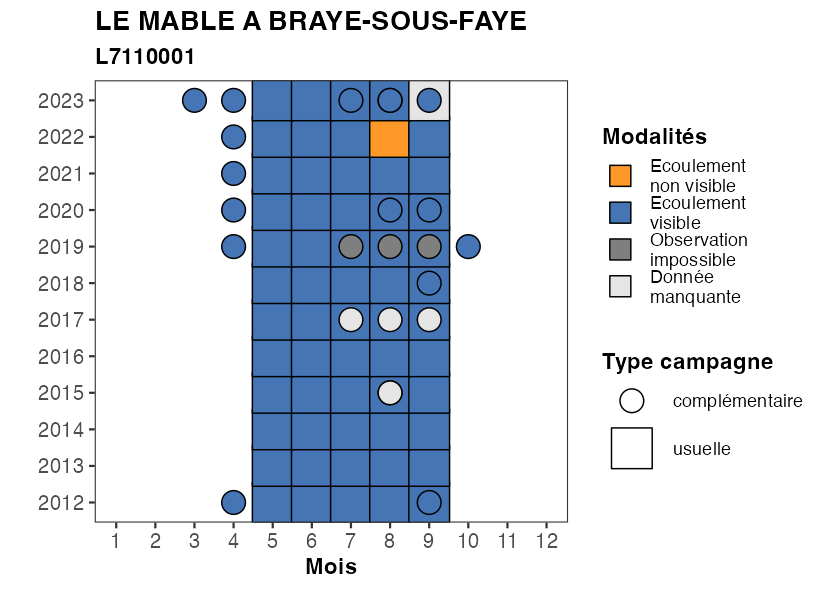 LE MABLE A BRAYE-SOUS-FAYE
L7110001
2023
2022
2021
2020
2019
2018
2017
2016
2015
2014
2013
2012
1 2 3 4 5 6 7 8 9 10 11 12
Mois
Modalités
Ecoulement
non visible
Ecoulement
visible
Observation
impossible
Donnée
manquante
Type campagne
complémentaire
usuelle